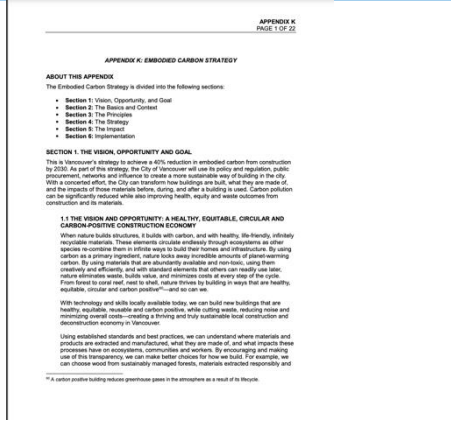 APPENDIX K
PAGE 1 OF 22
APPENDIX K: EMBODIED CARBON STRATEGY
ABOUT THIS APPENDIX
The Embodied Carbon Strategy is divided into the following sections:
• Section 1: Vision, Opportunity, and Goal
• Section 2: The Basics and Context
• Section 3: The Principles
• Section 4: The Strategy
• Section 5: The Impact
• Section 6: Implementation
SECTION 1. THE VISION, OPPORTUNITY AND GOAL
This is Vancouver's strategy to achieve a 40% reduction in embodied carbon from construction
by 2030. As part of this strategy, the City of Vancouver will use its policy and regulation, public
procurement, networks and influence to create a more sustainable way of building in the city.
With a concerted effort, the City can transform how buildings are built, what they are made of,
and the impacts of those materials before, during, and after a building is used. Carbon pollution
can be significantly reduced while also improving health, equity and waste outcomes from
construction and its materials.
1.1 THE VISION AND OPPORTUNITY: A HEALTHY, EQUITABLE, CIRCULAR AND
CARBON-POSITIVE CONSTRUCTION ECONOMY
When nature builds structures, it builds with carbon, and with healthy, life-friendly, infinitely
recyclable materials. These elements circulate endlessly through ecosystems as other
species re-combine them in infinite ways to build their homes and infrastructure. By using
carbon as a primary ingredient, nature locks away incredible amounts of planet-warming
carbon. By using materials that are abundantly available and non-toxic, using them
creatively and efficiently, and with standard elements that others can readily use later,
nature eliminates waste, builds value, and minimizes costs at every step of the cycle.
From forest to coral reef, nest to shell, nature thrives by building in ways that are healthy,
equitable, circular and carbon positive—and so can we.
With technology and skills locally available today, we can build new buildings that are
healthy, equitable, reusable and carbon positive, while cutting waste, reducing noise and
minimizing overall costs—creating a thriving and truly sustainable local construction and
deconstruction economy in Vancouver.
Using established standards and best practices, we can understand where materials and
products are extracted and manufactured, what they are made of, and what impacts these
processes have on ecosystems, communities and workers. By encouraging and making
use of this transparency, we can make better choices for how we build. For example, we
can choose wood from sustainably managed forests, materials extracted responsibly and
A carbon positive building reduces greenhouse gases in the atmosphere as a result of its lifecycle.